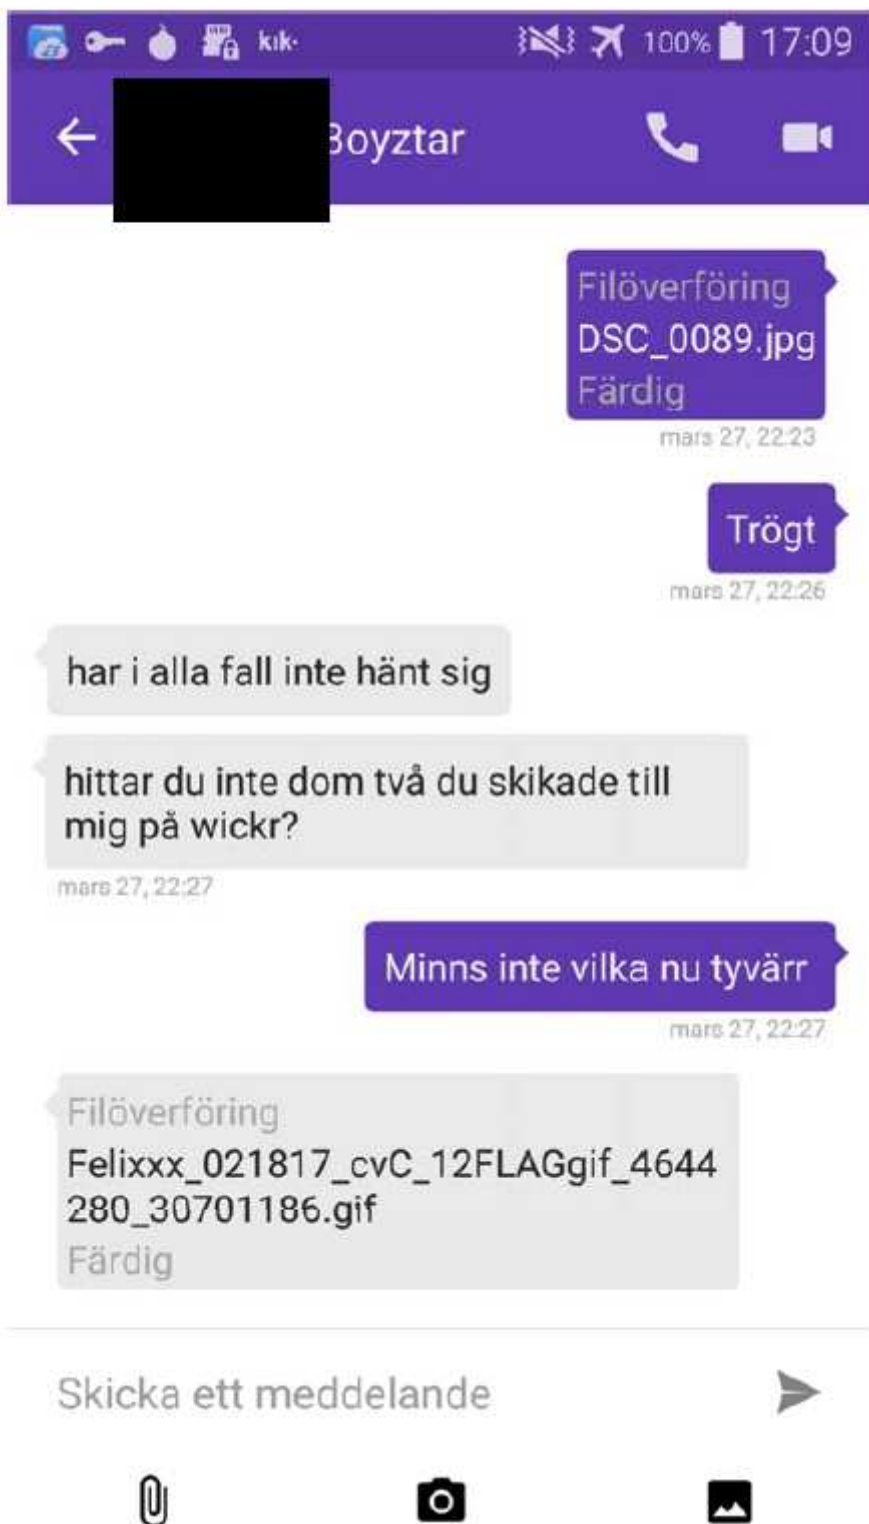 kik·
100%
17:09
Boyztar
Filöverföring
DSC_0089.jpg
Färdig
mars 27, 22:23
Trögt
mars 27, 22:26
har i alla fall inte hänt sig
hittar du inte dom två du skikade till
mig på wickr?
mars 27, 22:27
Minns inte vilka nu tyvärr
mars 27, 22:27
Filöverföring
Felixxx_021817_cvC_12FLAGgif_4644
280_30701186.gif
Färdig
Skicka ett meddelande